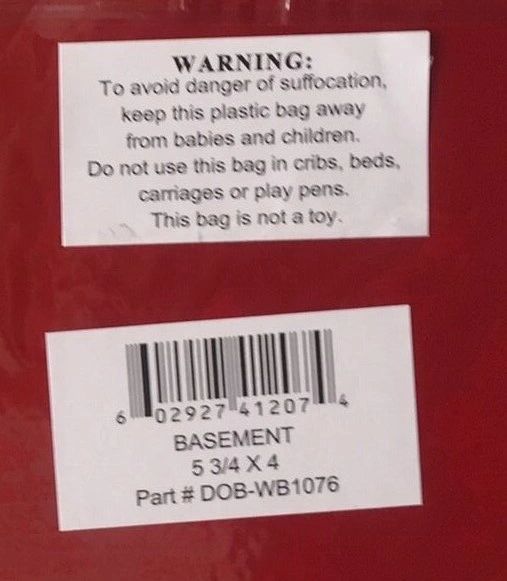 WARNING:
To avoid danger of suffocation,
keep this plastic bag away
from babies and children.
Do not use this bag in cribs, beds,
carriages or play pens.
This bag is not a toy.
6 02927 41207 4
BASEMENT
5 3/4 X 4
Part # DOB-WB1076